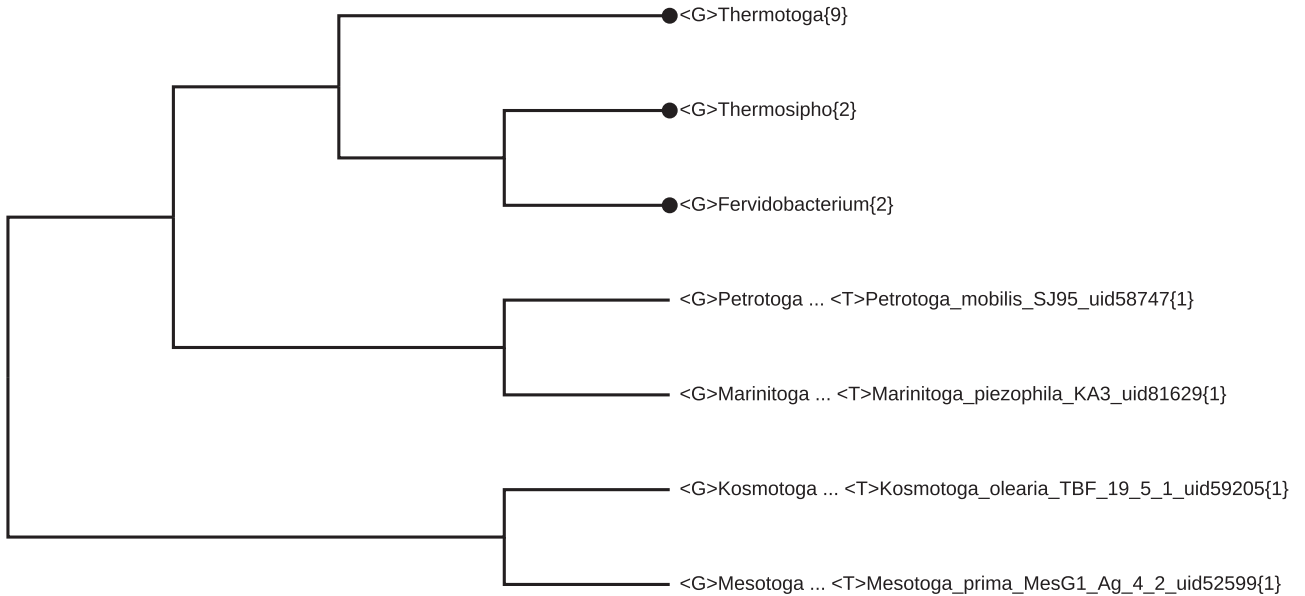 <G>Thermotoga{9}
<G>Thermosipho{2}
<G>Fervidobacterium{2}
<G>Petrotoga ... <T>Petrotoga_mobilis_SJ95_uid58747{1}
<G>Marinitoga ... <T>Marinitoga_piezophila_KA3_uid81629{1}
<G>Kosmotoga ... <T>Kosmotoga_olearia_TBF_19_5_1_uid59205{1}
<G>Mesotoga ... <T>Mesotoga_prima_MesG1_Ag_4_2_uid52599{1}